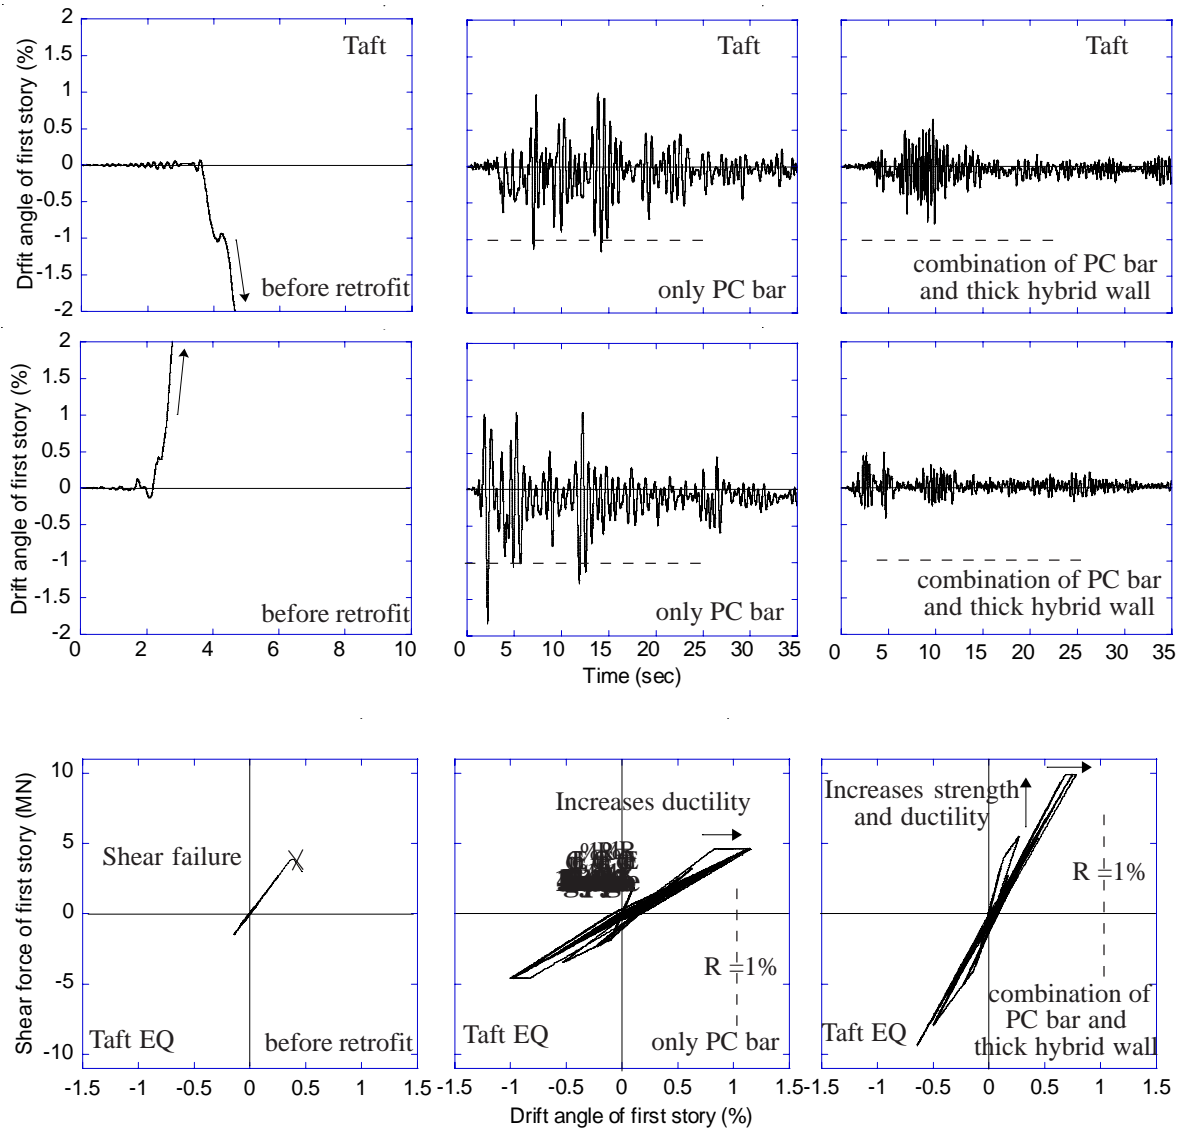 Drfit angle of first story (%)
2
1.5
1
0.5
0
-0.5
-1
-1.5
-2
Taft
before retrofit
Taft
only PC bar
Taft
combination of PC bar
and thick hybrid wall
Drift angle of first story (%)
2
1.5
1
0.5
0
-0.5
-1
-1.5
-2
before retrofit
only PC bar
combination of PC bar
and thick hybrid wall
0 2 4 6 8 10
0 5 10 15 20 25 30 35
0 5 10 15 20 25 30 35
Time (sec)
Shear force of first story (MN)
10
5
0
-5
-10
Shear failure
Taft EQ
before retrofit
Increases ductility
R =1%
Taft EQ
only PC bar
Increases strength
and ductility
R =1%
Taft EQ
combination of
PC bar and
thick hybrid wall
-1.5 -1 -0.5 0 0.5 1 1.5
-1.5 -1 -0.5 0 0.5 1 1.5
-1.5 -1 -0.5 0 0.5 1 1.5
Drift angle of first story (%)